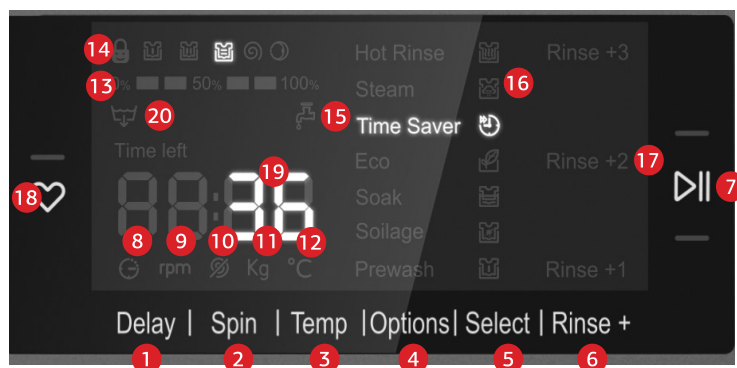 14 Hot Rinse Rinse +3
13 0% 50% 100% Steam 16
20 15 Time Saver
Time left 19 Eco Rinse +2 17
18 36 Soak 7
8 9 10 11 12 Soilage
rpm Kg °C Prewash Rinse +1
Delay | Spin | Temp |Options| Select | Rinse +
1 2 3 4 5 6